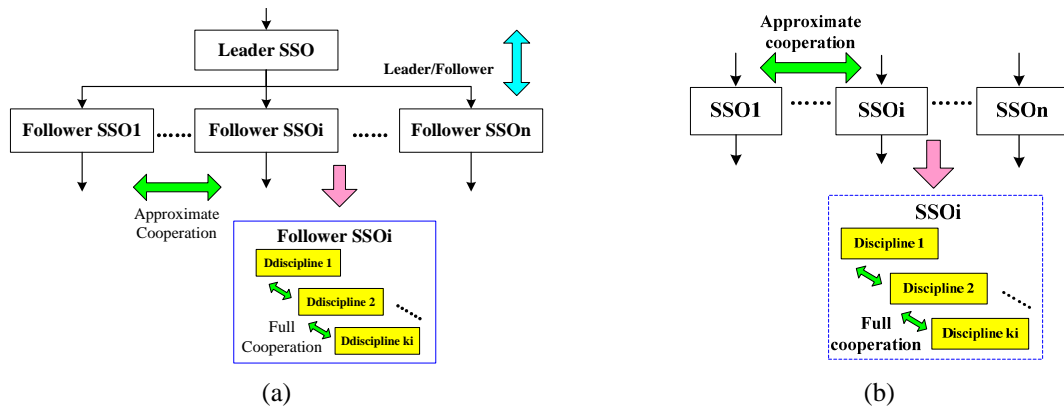 Leader SSO
Leader/Follower
Follower SSO1
......
Follower SSOi
......
Follower SSOn
Approximate
Cooperation
Follower SSOi
Ddiscipline 1
Ddiscipline 2
......
Full
Cooperation
Ddiscipline ki
(a)
Approximate
cooperation
SSO1
......
SSOi
......
SSOn
SSOi
Discipline 1
Discipline 2
......
Full
cooperation
Discipline ki
(b)